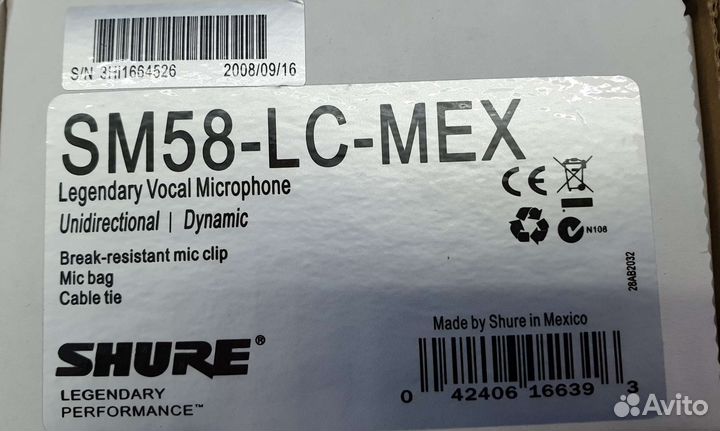 S/N 3Hi1664526 2008/09/16
SM58-LC-MEX
Legendary Vocal Microphone
Unidirectional | Dynamic
Break-resistant mic clip
Mic bag
Cable tie
CE
N108
28AB2032
SHURE®
LEGENDARY
PERFORMANCE™
Made by Shure in Mexico
0 42406 16639 3
Avito